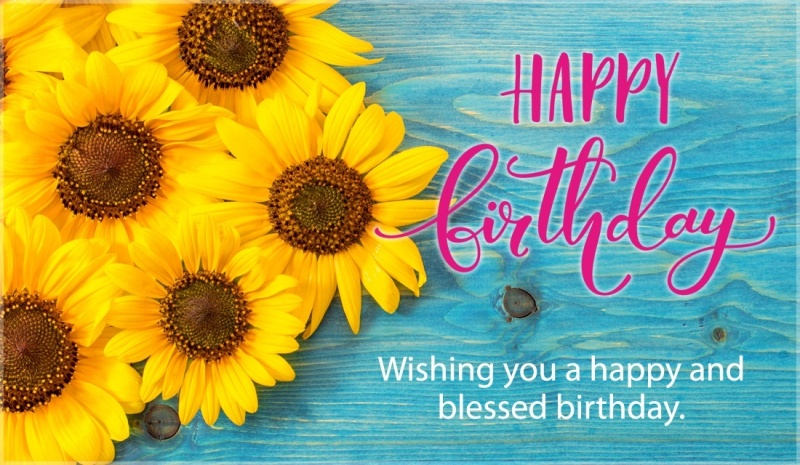 HAPPY
birthday
Wishing you a happy and
blessed birthday.